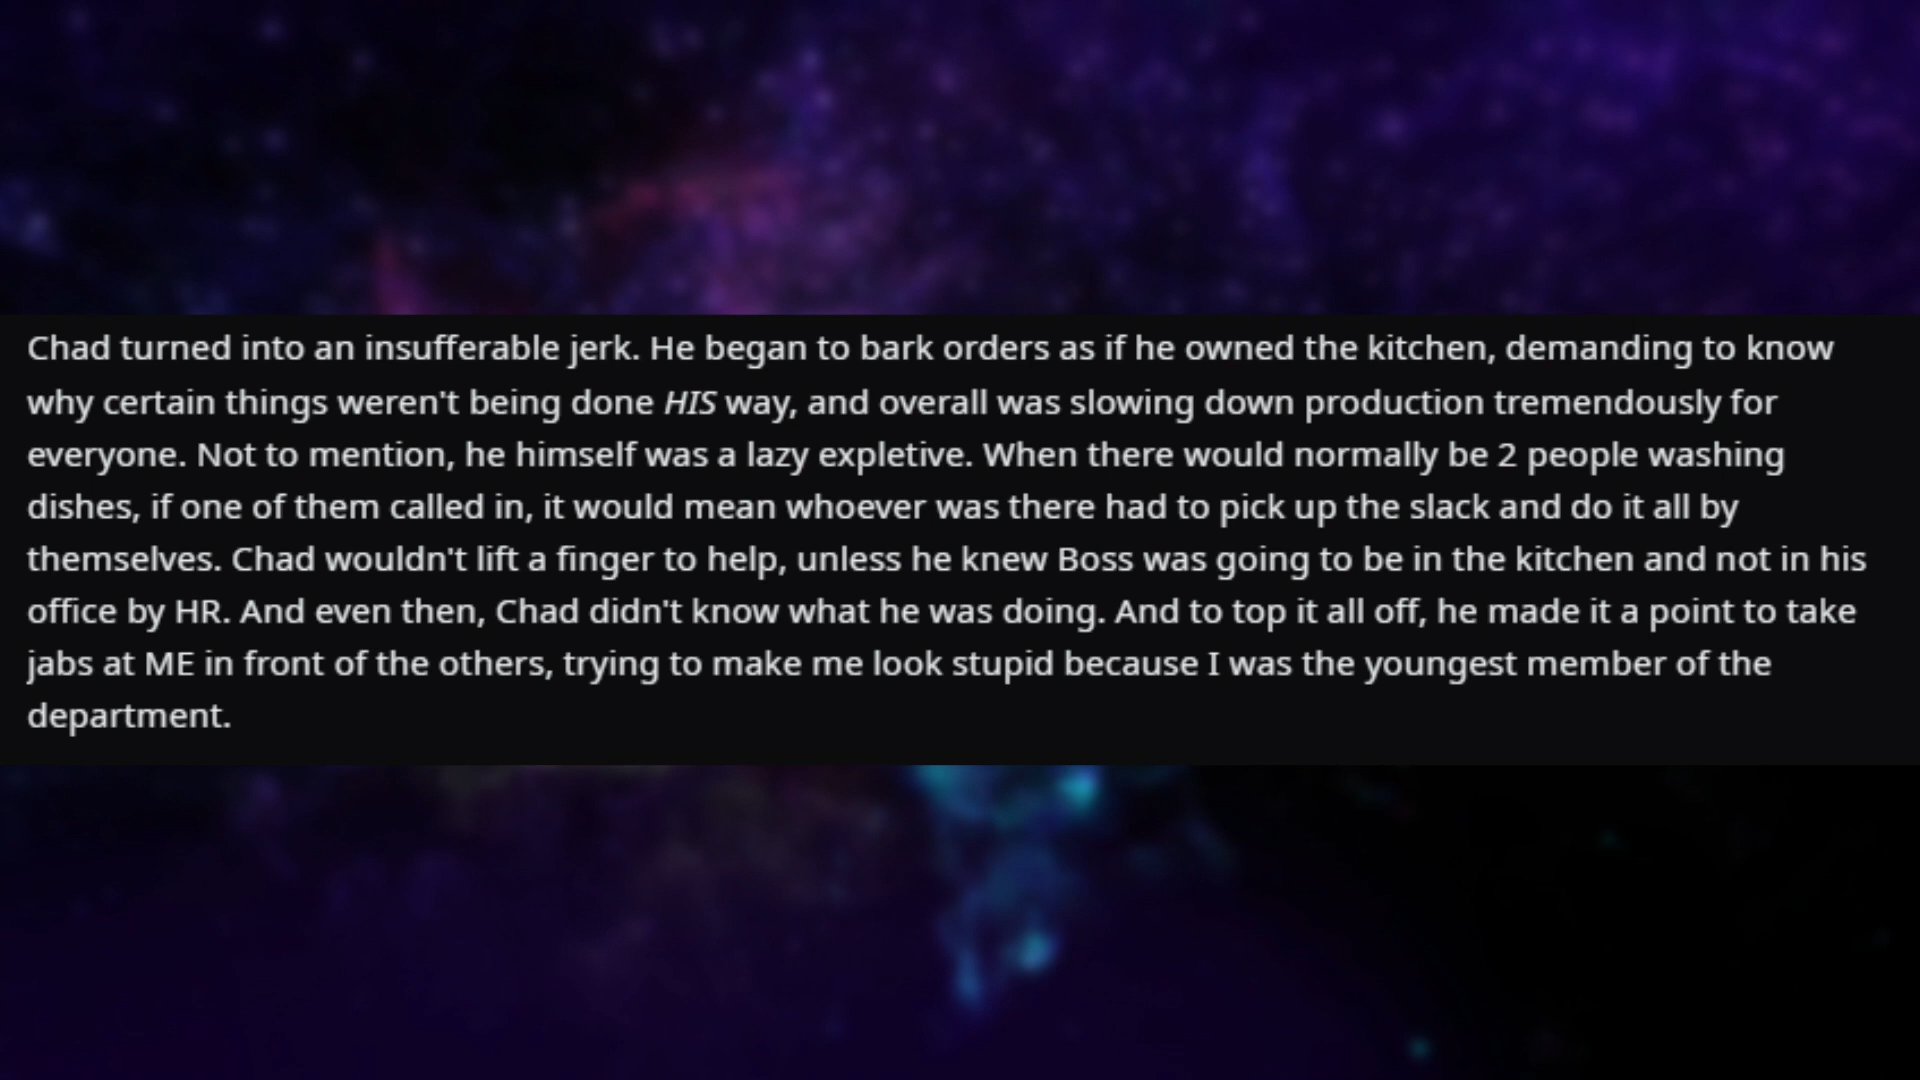 Chad turned into an insufferable jerk. He began to bark orders as if he owned the kitchen, demanding to know
why certain things weren't being done HIS way, and overall was slowing down production tremendously for
everyone. Not to mention, he himself was a lazy expletive. When there would normally be 2 people washing
dishes, if one of them called in, it would mean whoever was there had to pick up the slack and do it all by
themselves. Chad wouldn't lift a finger to help, unless he knew Boss was going to be in the kitchen and not in his
office by HR. And even then, Chad didn't know what he was doing. And to top it all off, he made it a point to take
jabs at ME in front of the others, trying to make me look stupid because I was the youngest member of the
department.